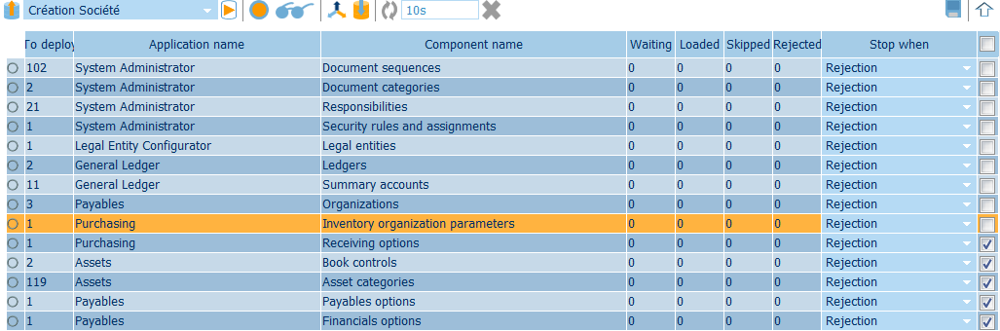 Création Société 10s
To deploy Application name Component name Waiting Loaded Skipped Rejected Stop when
102 System Administrator Document sequences 0 0 0 0 Rejection
2 System Administrator Document categories 0 0 0 0 Rejection
21 System Administrator Responsibilities 0 0 0 0 Rejection
1 System Administrator Security rules and assignments 0 0 0 0 Rejection
1 Legal Entity Configurator Legal entities 0 0 0 0 Rejection
2 General Ledger Ledgers 0 0 0 0 Rejection
11 General Ledger Summary accounts 0 0 0 0 Rejection
3 Payables Organizations 0 0 0 0 Rejection
1 Purchasing Inventory organization parameters 0 0 0 0 Rejection
1 Purchasing Receiving options 0 0 0 0 Rejection
2 Assets Book controls 0 0 0 0 Rejection
119 Assets Asset categories 0 0 0 0 Rejection
1 Payables Payables options 0 0 0 0 Rejection
1 Payables Financials options 0 0 0 0 Rejection